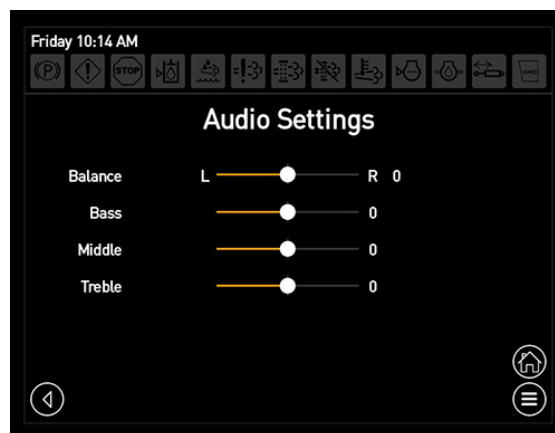 Friday 10:14 AM
P STOP
Audio Settings
Balance L R 0
Bass 0
Middle 0
Treble 0